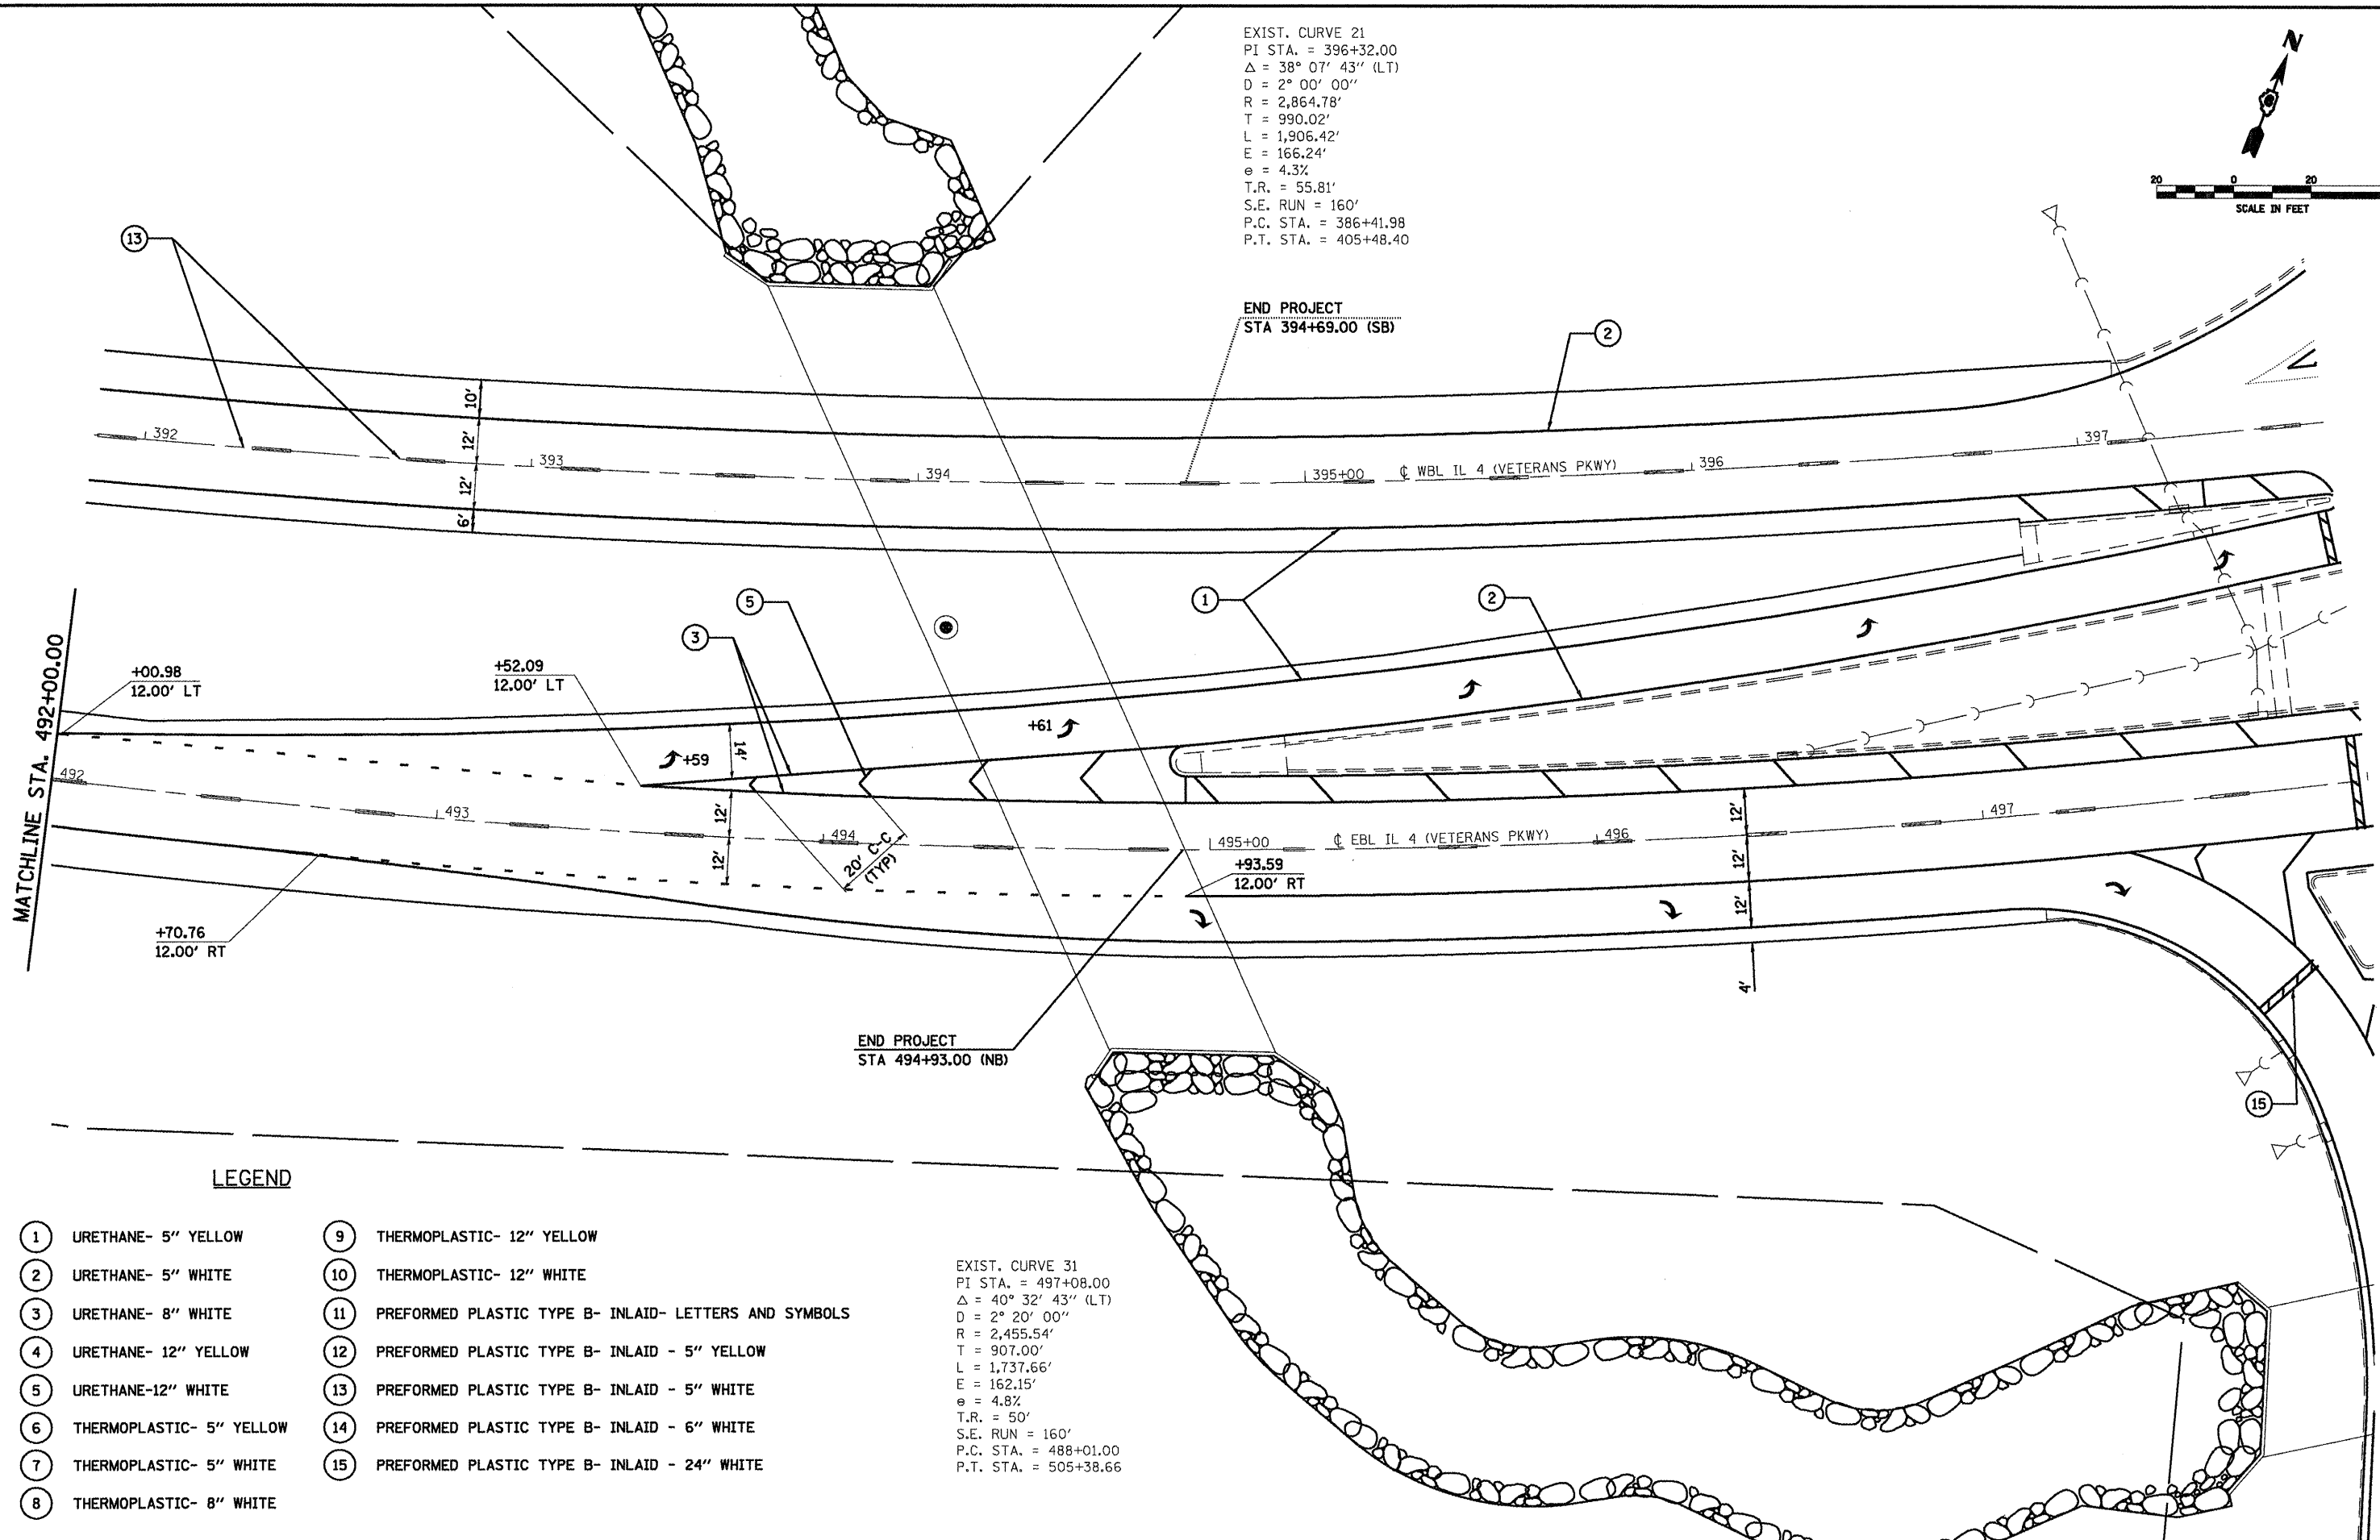 EXIST. CURVE 21
PI STA. = 396+32.00
Δ = 38° 07' 43" (LT)
D = 2° 00' 00"
R = 2,864.78'
T = 990.02'
L = 1,906.42'
E = 166.24'
e = 4.3%
T.R. = 55.81'
S.E. RUN = 160'
P.C. STA. = 386+41.98
P.T. STA. = 405+48.40
N
20 0 20
SCALE IN FEET
13
END PROJECT
STA 394+69.00 (SB)
2
10'
12'
12'
6'
392
393
394
395+00
℄ WBL IL 4 (VETERANS PKWY)
396
397
5
3
1
2
MATCHLINE STA. 492+00.00
+00.98
12.00' LT
+52.09
12.00' LT
+59
14'
+61
492
493
494
495+00
℄ EBL IL 4 (VETERANS PKWY)
496
497
12'
12'
20' C-C
(TYP)
+93.59
12.00' RT
12'
12'
12'
4'
+70.76
12.00' RT
END PROJECT
STA 494+93.00 (NB)
15
LEGEND
1 URETHANE- 5" YELLOW
2 URETHANE- 5" WHITE
3 URETHANE- 8" WHITE
4 URETHANE- 12" YELLOW
5 URETHANE-12" WHITE
6 THERMOPLASTIC- 5" YELLOW
7 THERMOPLASTIC- 5" WHITE
8 THERMOPLASTIC- 8" WHITE
9 THERMOPLASTIC- 12" YELLOW
10 THERMOPLASTIC- 12" WHITE
11 PREFORMED PLASTIC TYPE B- INLAID- LETTERS AND SYMBOLS
12 PREFORMED PLASTIC TYPE B- INLAID - 5" YELLOW
13 PREFORMED PLASTIC TYPE B- INLAID - 5" WHITE
14 PREFORMED PLASTIC TYPE B- INLAID - 6" WHITE
15 PREFORMED PLASTIC TYPE B- INLAID - 24" WHITE
EXIST. CURVE 31
PI STA. = 497+08.00
Δ = 40° 32' 43" (LT)
D = 2° 20' 00"
R = 2,455.54'
T = 907.00'
L = 1,737.66'
E = 162.15'
e = 4.8%
T.R. = 50'
S.E. RUN = 160'
P.C. STA. = 488+01.00
P.T. STA. = 505+38.66